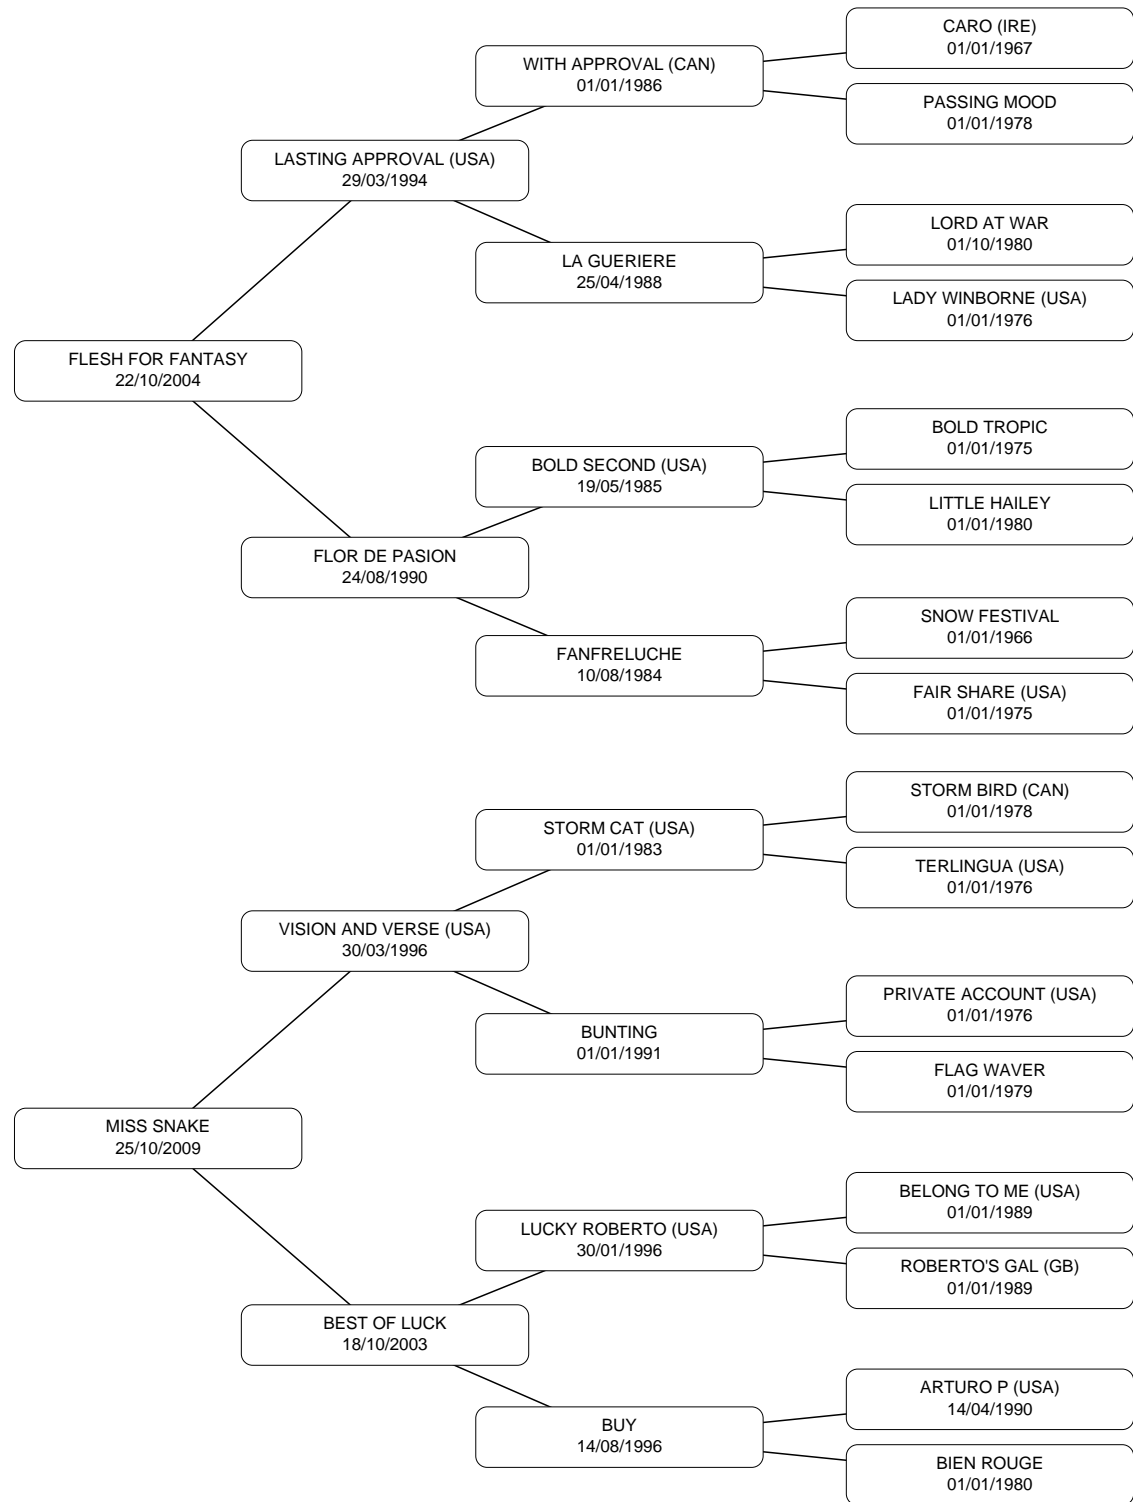 CARO (IRE)
01/01/1967
WITH APPROVAL (CAN)
01/01/1986
PASSING MOOD
01/01/1978
LASTING APPROVAL (USA)
29/03/1994
LORD AT WAR
01/10/1980
LA GUERIERE
25/04/1988
LADY WINBORNE (USA)
01/01/1976
FLESH FOR FANTASY
22/10/2004
BOLD TROPIC
01/01/1975
BOLD SECOND (USA)
19/05/1985
LITTLE HAILEY
01/01/1980
FLOR DE PASION
24/08/1990
SNOW FESTIVAL
01/01/1966
FANFRELUCHE
10/08/1984
FAIR SHARE (USA)
01/01/1975
STORM BIRD (CAN)
01/01/1978
STORM CAT (USA)
01/01/1983
TERLINGUA (USA)
01/01/1976
VISION AND VERSE (USA)
30/03/1996
PRIVATE ACCOUNT (USA)
01/01/1976
BUNTING
01/01/1991
FLAG WAVER
01/01/1979
MISS SNAKE
25/10/2009
BELONG TO ME (USA)
01/01/1989
LUCKY ROBERTO (USA)
30/01/1996
ROBERTO'S GAL (GB)
01/01/1989
BEST OF LUCK
18/10/2003
ARTURO P (USA)
14/04/1990
BUY
14/08/1996
BIEN ROUGE
01/01/1980